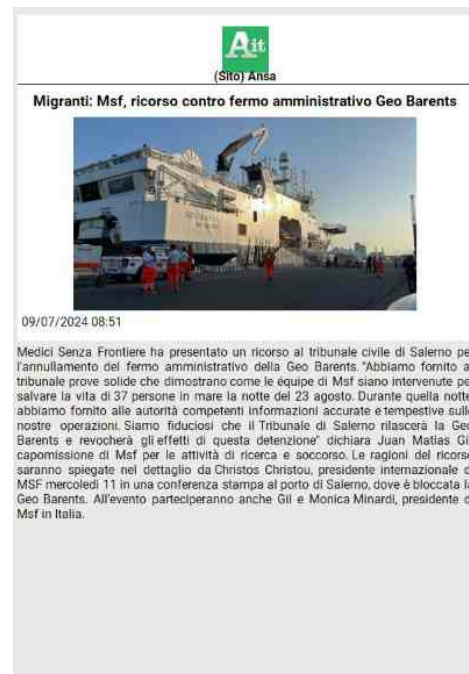 Ait
(Sito) Ansa
Migranti: Msf, ricorso contro fermo amministrativo Geo Barents
09/07/2024 08:51
Medici Senza Frontiere ha presentato un ricorso al tribunale civile di Salerno pe
l'annullamento del fermo amministrativo della Geo Barents. "Abbiamo fornito a
tribunale prove solide che dimostrano come le équipe di Msf siano intervenute pe
salvare la vita di 37 persone in mare la notte del 23 agosto. Durante quella notte
abbiamo fornito alle autorità competenti informazioni accurate e tempestive sulle
nostre operazioni. Siamo fiduciosi che il Tribunale di Salerno rilascerà la Geo
Barents e revocherà gli effetti di questa detenzione" dichiara Juan Matias Gi
capomissione di Msf per le attività di ricerca e soccorso. Le ragioni del ricorso
saranno spiegate nel dettaglio da Christos Christou, presidente internazionale d
MSF mercoledì 11 in una conferenza stampa al porto di Salerno, dove è bloccata la
Geo Barents. All'evento parteciperanno anche Gil e Monica Minardi, presidente d
Msf in Italia.